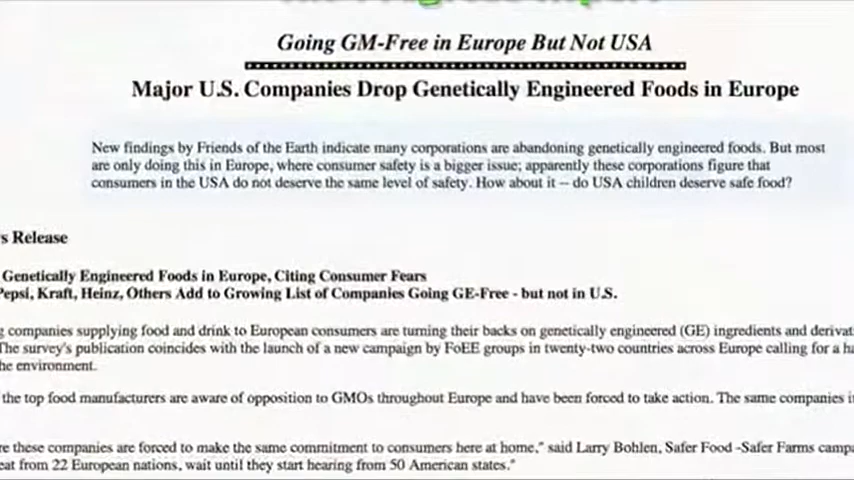 Going GM-Free in Europe But Not USA
Major U.S. Companies Drop Genetically Engineered Foods in Europe
New findings by Friends of the Earth indicate many corporations are abandoning genetically engineered foods. But most
are only doing this in Europe, where consumer safety is a bigger issue; apparently these corporations figure that
consumers in the USA do not deserve the same level of safety. How about it -- do USA children deserve safe food?
s Release
Genetically Engineered Foods in Europe, Citing Consumer Fears
Pepsi, Kraft, Heinz, Others Add to Growing List of Companies Going GE-Free - but not in U.S.
g companies supplying food and drink to European consumers are turning their backs on genetically engineered (GE) ingredients and derivat
The survey's publication coincides with the launch of a new campaign by FoEE groups in twenty-two countries across Europe calling for a ha
he environment.
the top food manufacturers are aware of opposition to GMOs throughout Europe and have been forced to take action. The same companies i
re these companies are forced to make the same commitment to consumers here at home," said Larry Bohlen, Safer Food -Safer Farms campa
eat from 22 European nations, wait until they start hearing from 50 American states."